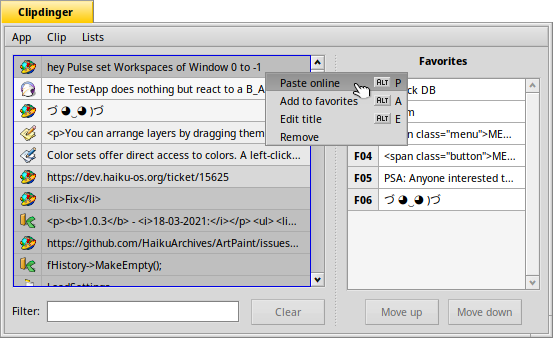 Clipdinger
App Clip Lists
hey Pulse set Workspaces of Window 0 to -1
The TestApp does nothing but react to a B_A
づ ◕‿◕ )づ
<p>You can arrange layers by dragging them
Color sets offer direct access to colors. A left-click...
https://dev.haiku-os.org/ticket/15625
<li>Fix</li>
<p><b>1.0.3</b> - <i>18-03-2021:</i></p> <ul> <li...
https://github.com/HaikuArchives/ArtPaint/issues...
fHistory->MakeEmpty();
Filter:
Clear
Paste online ALT P
Add to favorites ALT A
Edit title ALT E
Remove
Favorites
ck DB
m
an class="menu">ME...
F04 <span class="button">ME...
F05 PSA: Anyone interested t...
F06 づ ◕‿◕ )づ
Move up Move down